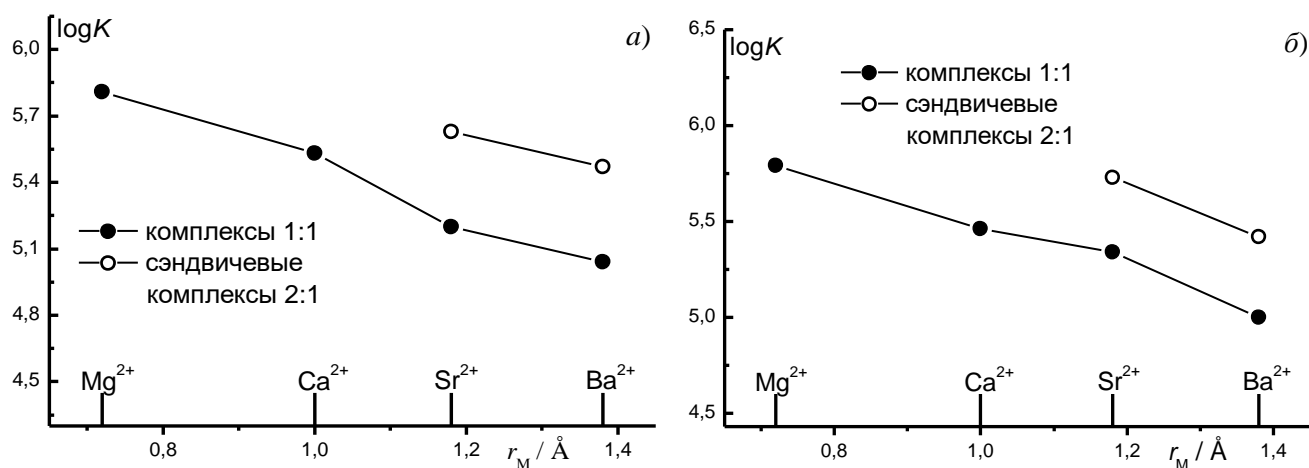 logK
а)
6,0
5,7
5,4
5,1
4,8
4,5
комплексы 1:1
сэндвичевые
комплексы 2:1
Mg2+
Ca2+
Sr2+
Ba2+
0,8
1,0
1,2
1,4
rM / Å
logK
б)
6,5
6,0
5,5
5,0
4,5
комплексы 1:1
сэндвичевые
комплексы 2:1
Mg2+
Ca2+
Sr2+
Ba2+
0,8
1,0
1,2
1,4
rM / Å